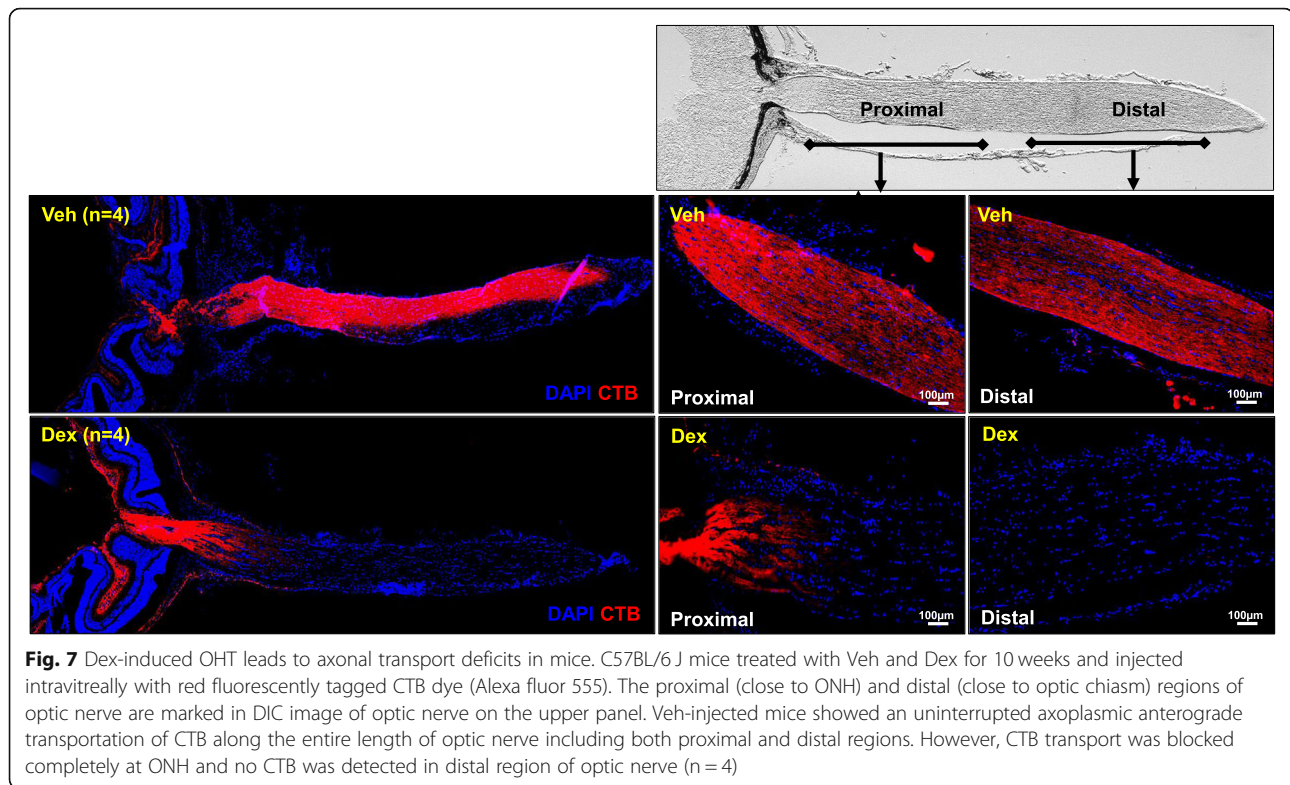 Proximal Distal
Veh (n=4)
DAPI CTB
Veh
Proximal
100µm
Veh
Distal
100µm
Dex (n=4)
DAPI CTB
Dex
Proximal
100µm
Dex
Distal
100µm
Fig. 7 Dex-induced OHT leads to axonal transport deficits in mice. C57BL/6 J mice treated with Veh and Dex for 10 weeks and injected
intravitreally with red fluorescently tagged CTB dye (Alexa fluor 555). The proximal (close to ONH) and distal (close to optic chiasm) regions of
optic nerve are marked in DIC image of optic nerve on the upper panel. Veh-injected mice showed an uninterrupted axoplasmic anterograde
transportation of CTB along the entire length of optic nerve including both proximal and distal regions. However, CTB transport was blocked
completely at ONH and no CTB was detected in distal region of optic nerve (n = 4)